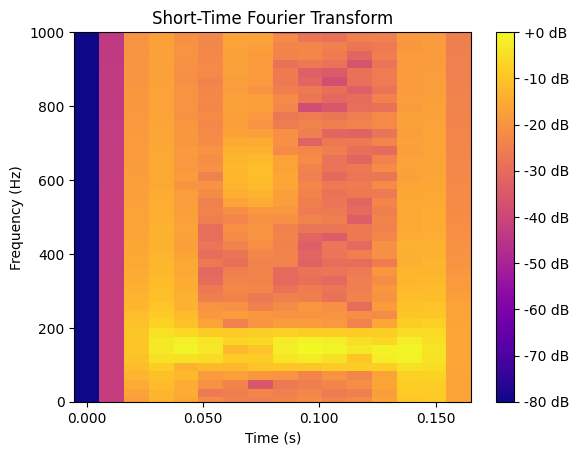 Short-Time Fourier Transform
Frequency (Hz)
1000
800
600
400
200
0
0.000
0.050
0.100
0.150
Time (s)
+0 dB
-10 dB
-20 dB
-30 dB
-40 dB
-50 dB
-60 dB
-70 dB
-80 dB